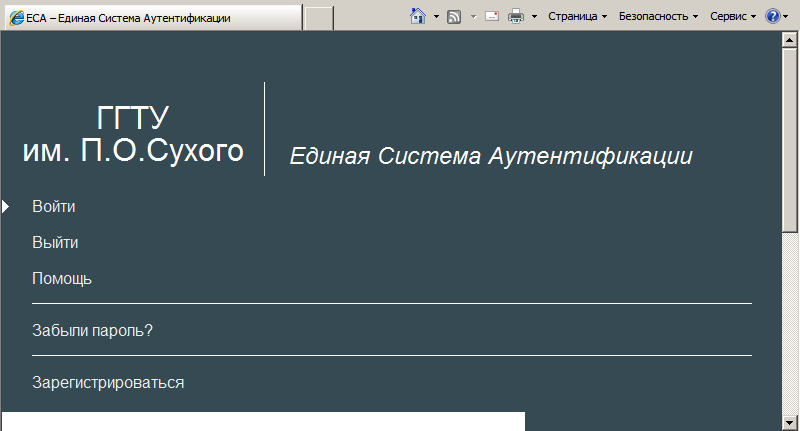 ЕСА – Единая Система Аутентификации
Страница
Безопасность
Сервис
ГГТУ
им. П.О.Сухого
Единая Система Аутентификации
Войти
Выйти
Помощь
Забыли пароль?
Зарегистрироваться